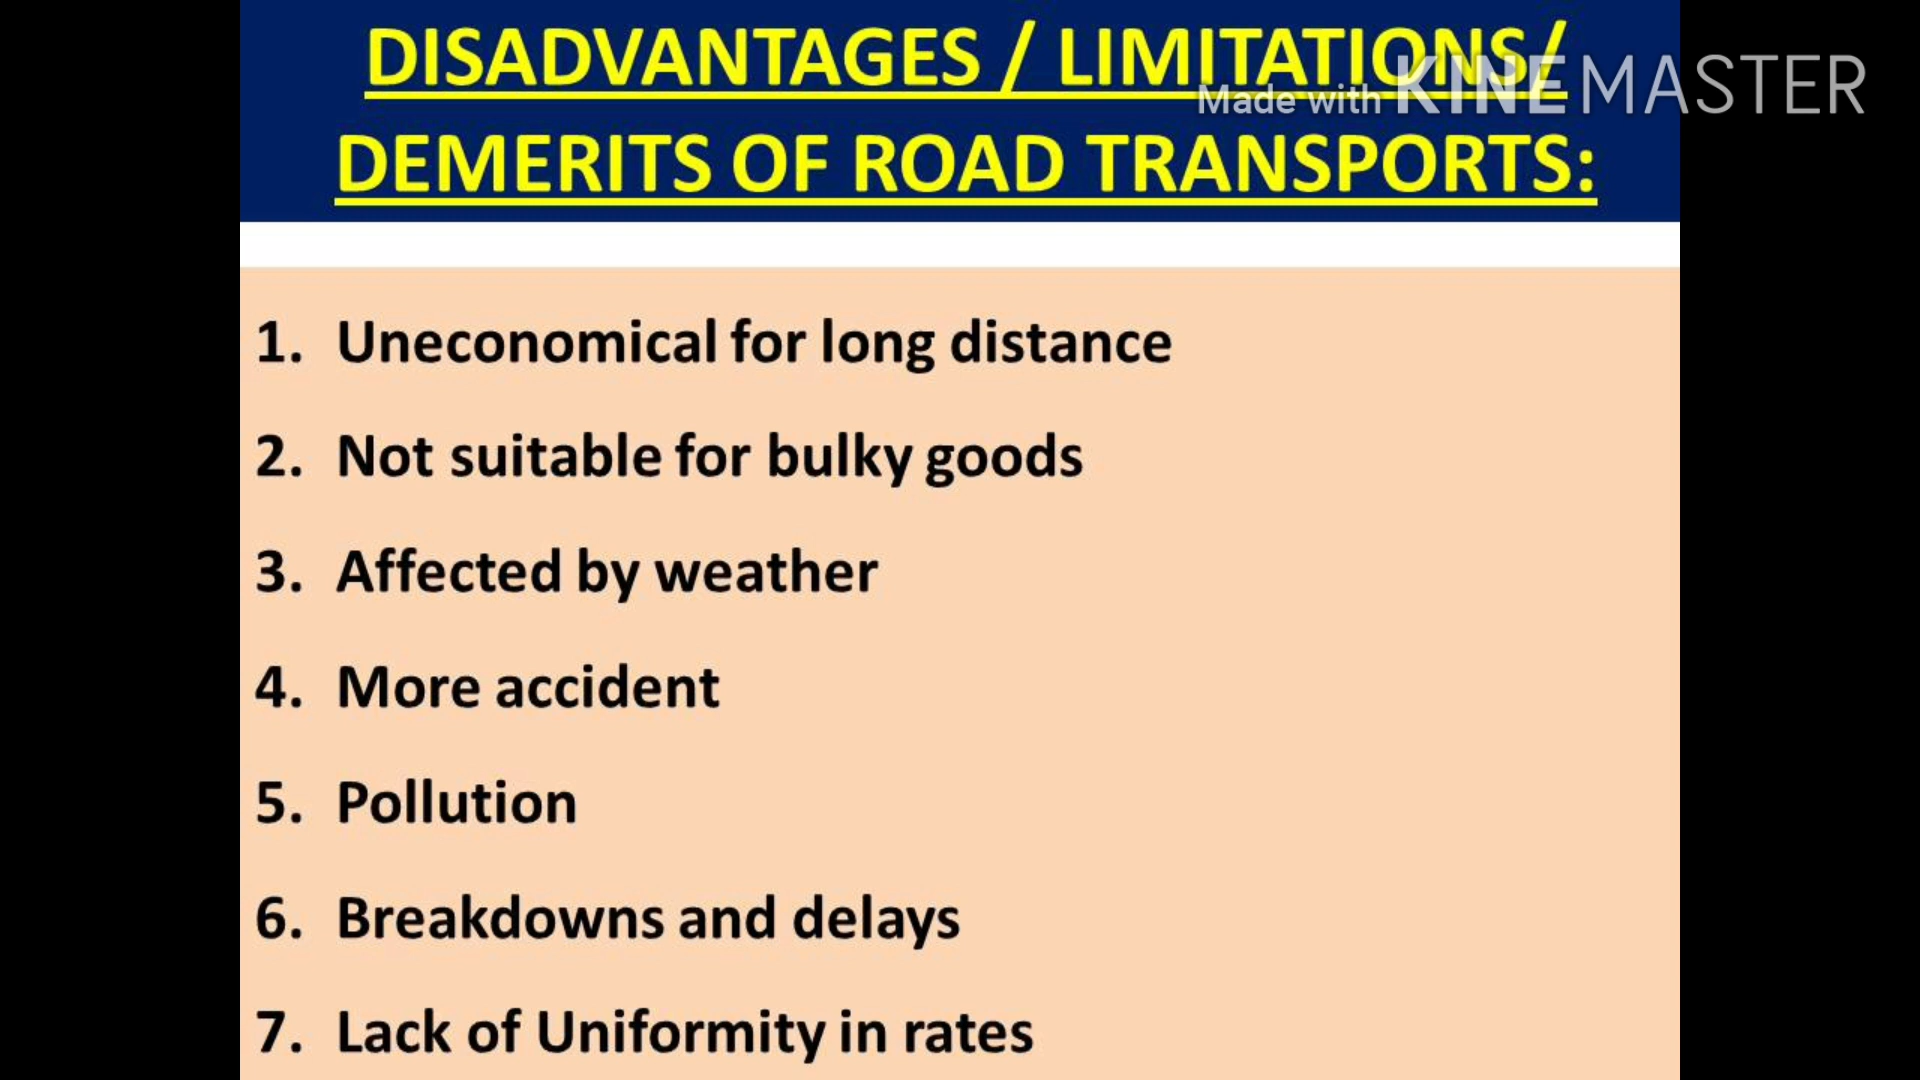 DISADVANTAGES / LIMITATIONS/
Made with KINEMASTER
DEMERITS OF ROAD TRANSPORTS:
1. Uneconomical for long distance
2. Not suitable for bulky goods
3. Affected by weather
4. More accident
5. Pollution
6. Breakdowns and delays
7. Lack of Uniformity in rates